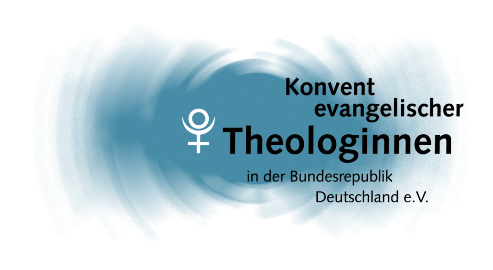 Konvent
evangelischer
Theologinnen
in der Bundesrepublik
Deutschland e.V.